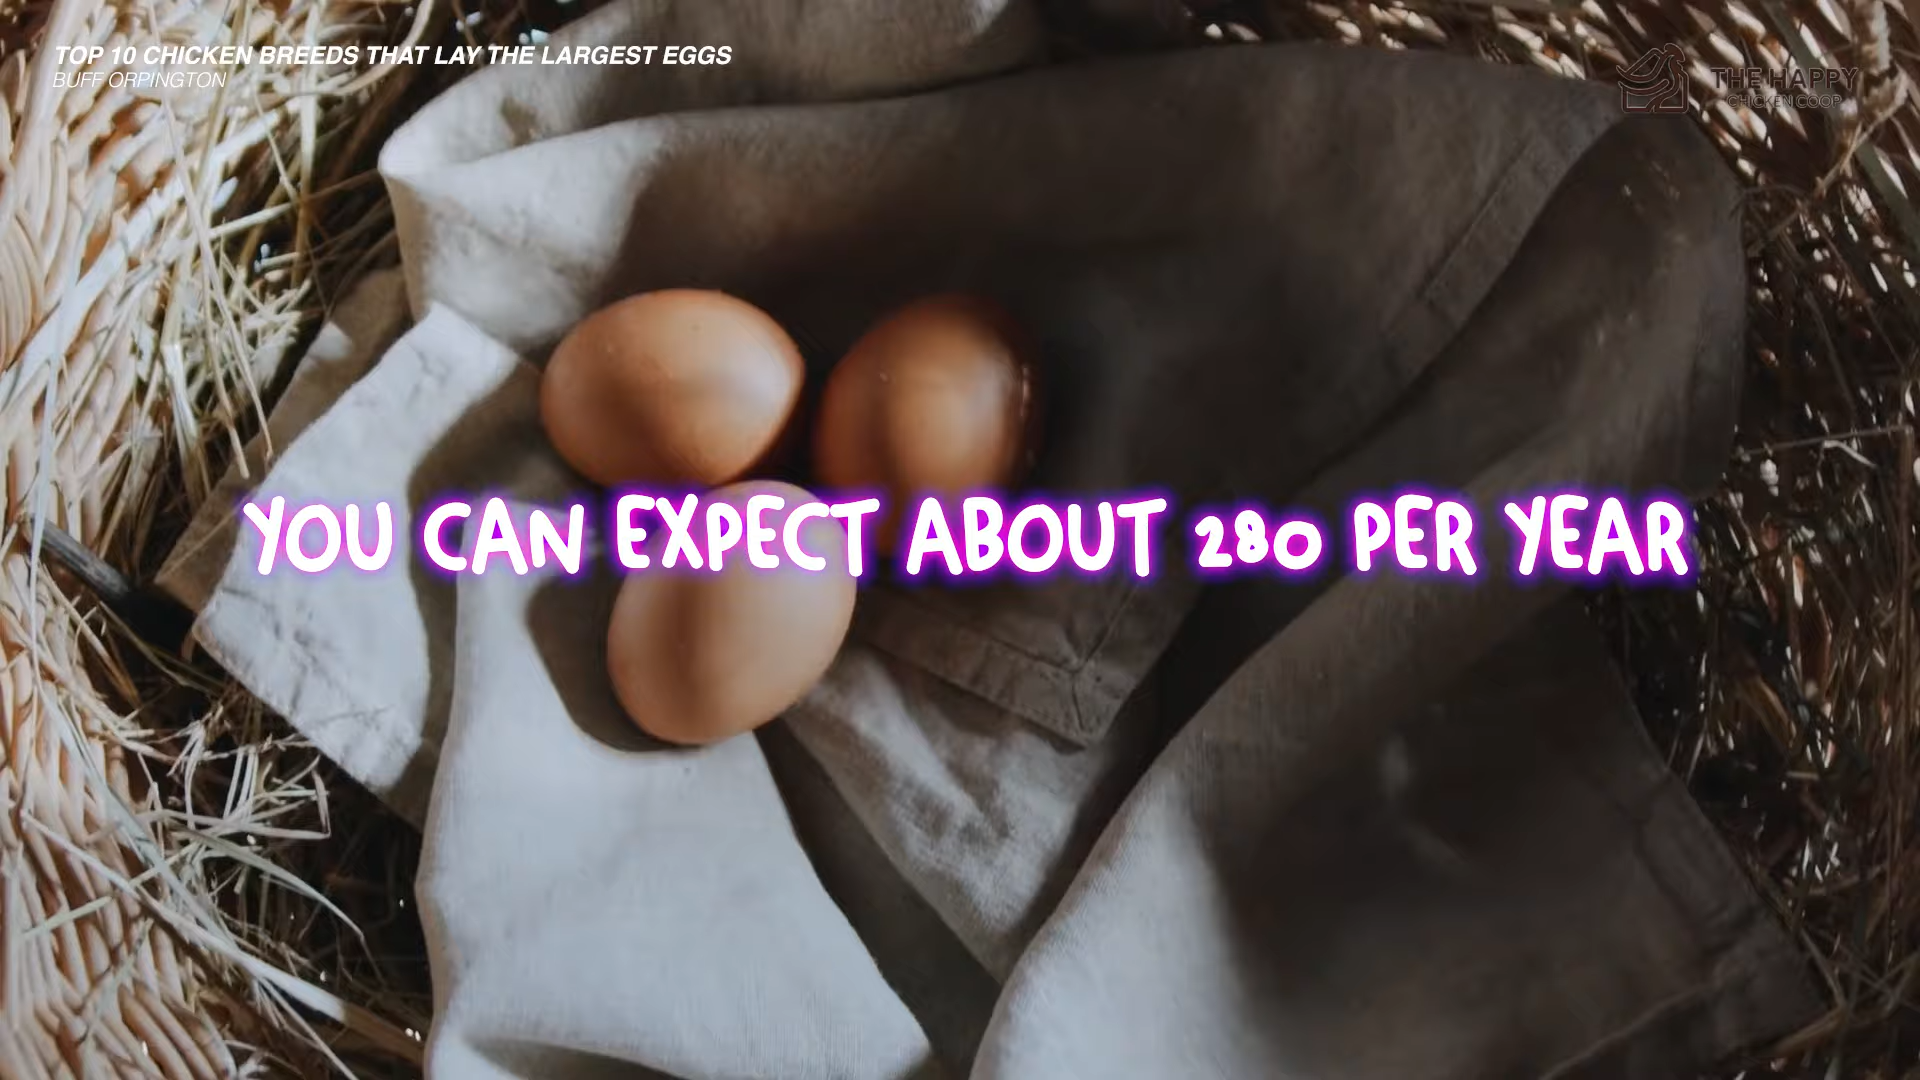 TOP 10 CHICKEN BREEDS THAT LAY THE LARGEST EGGS
BUFF ORPINGTON
THE HAPPY
CHICKEN COOP
YOU CAN EXPECT ABOUT 280 PER YEAR